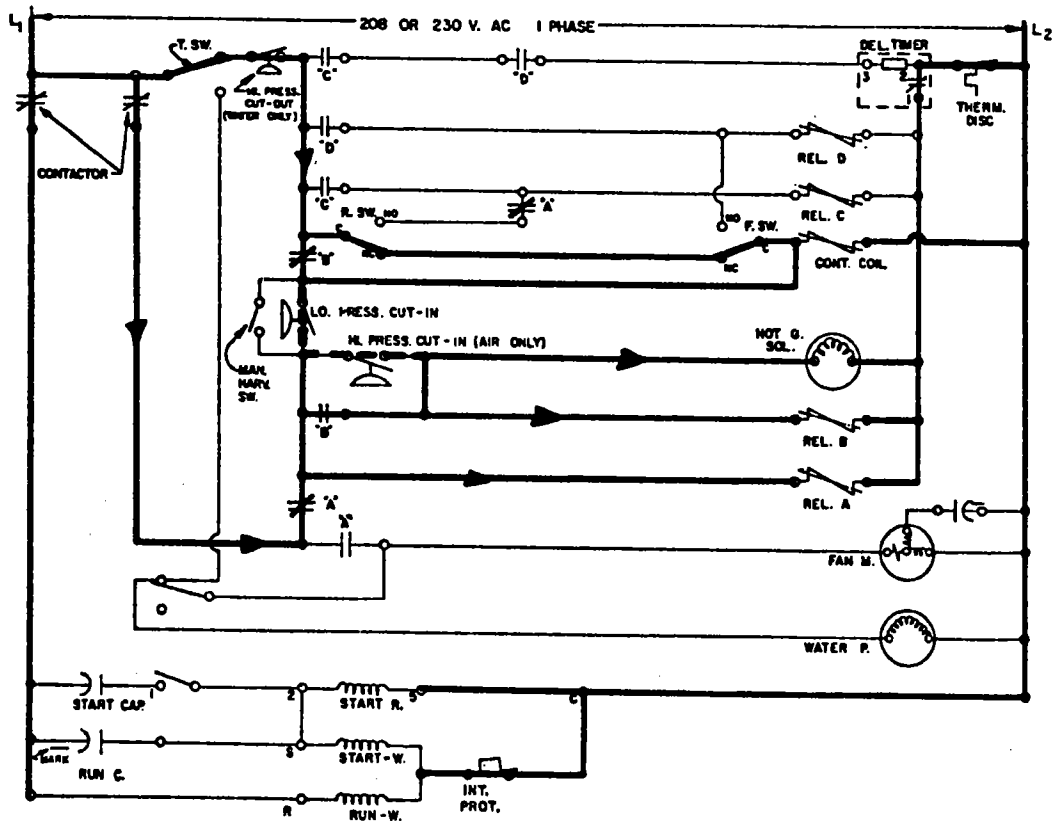 L1
208 OR 230 V. AC 1 PHASE
L2
T. SW.
"C"
"D"
DEL. TIMER
3
2
THERM.
DISC
HI. PRESS.
CUT-OUT
(WATER ONLY)
CONTACTOR
"D"
REL. D
"C"
"A"
REL. C
R. SW.
NO
NO
F. SW.
C
NC
NC
C
CONT. COIL
"B"
LO. PRESS. CUT-IN
HI. PRESS. CUT-IN (AIR ONLY)
HOT G.
SOL.
MAN.
HARV.
SW.
"B"
REL. B
REL. A
"A"
"A"
FAN M.
WATER P.
START CAP.
1
2
START R.
5
C
MARK
RUN C.
S
START-W.
INT.
PROT.
R
RUN-W.